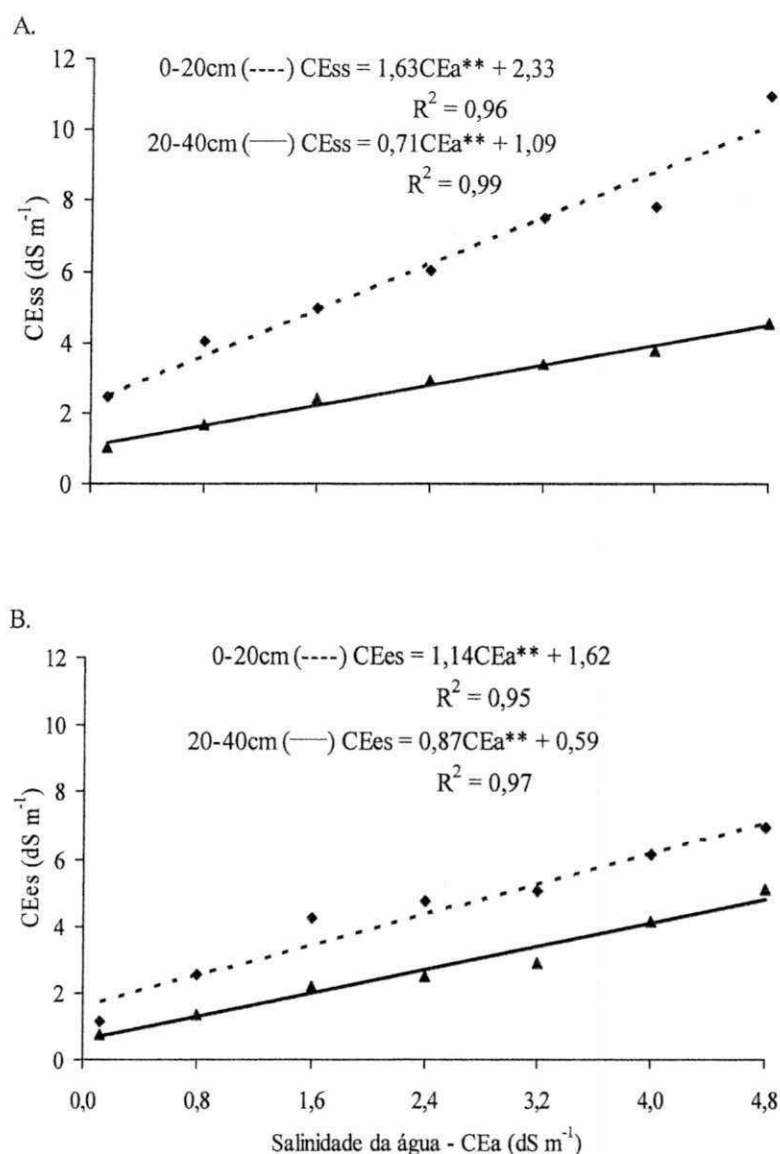 A.
12
0-20cm (----) CEss = 1,63CEa** + 2,33
R² = 0,96
10
20-40cm (——) CEss = 0,71CEa** + 1,09
R² = 0,99
8
6
4
2
0
CEss (dS m⁻¹)
B.
0-20cm (----) CEes = 1,14CEa** + 1,62
12
R² = 0,95
10
20-40cm (——) CEes = 0,87CEa** + 0,59
R² = 0,97
8
6
4
2
0
CEes (dS m⁻¹)
0,0 0,8 1,6 2,4 3,2 4,0 4,8
Salinidade da água - CEa (dS m⁻¹)